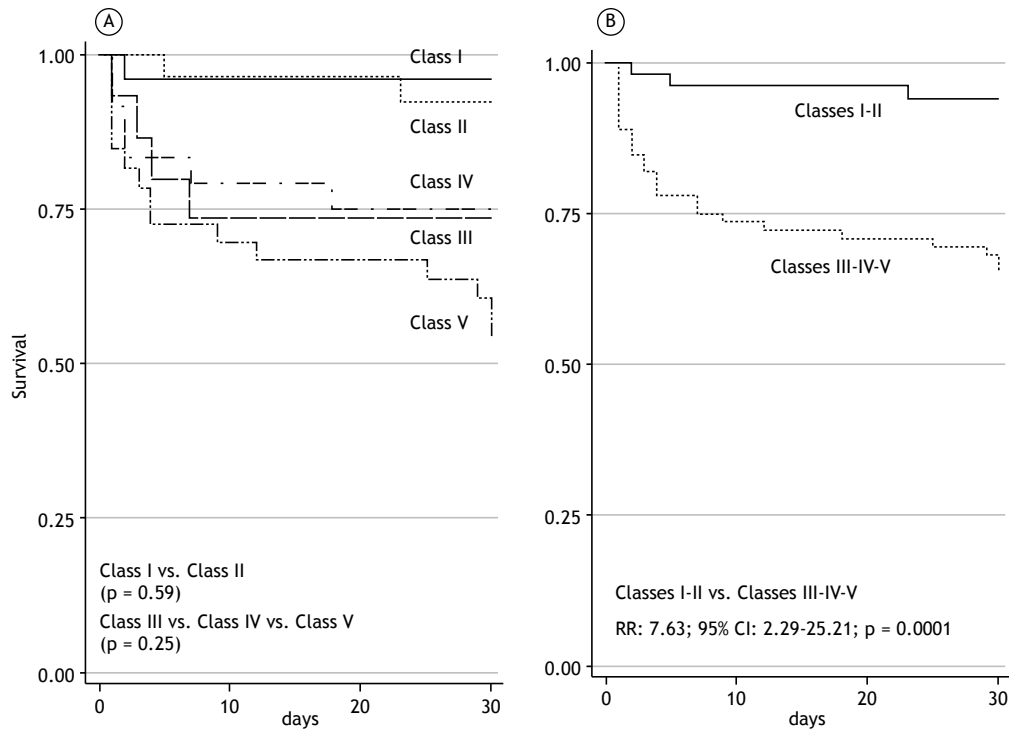 A
Survival
1.00
0.75
0.50
0.25
0.00
Class I
Class II
Class IV
Class III
Class V
Class I vs. Class II
(p = 0.59)
Class III vs. Class IV vs. Class V
(p = 0.25)
0 10 20 30
days
B
1.00
0.75
0.50
0.25
0.00
Classes I-II
Classes III-IV-V
Classes I-II vs. Classes III-IV-V
RR: 7.63; 95% CI: 2.29-25.21; p = 0.0001
0 10 20 30
days